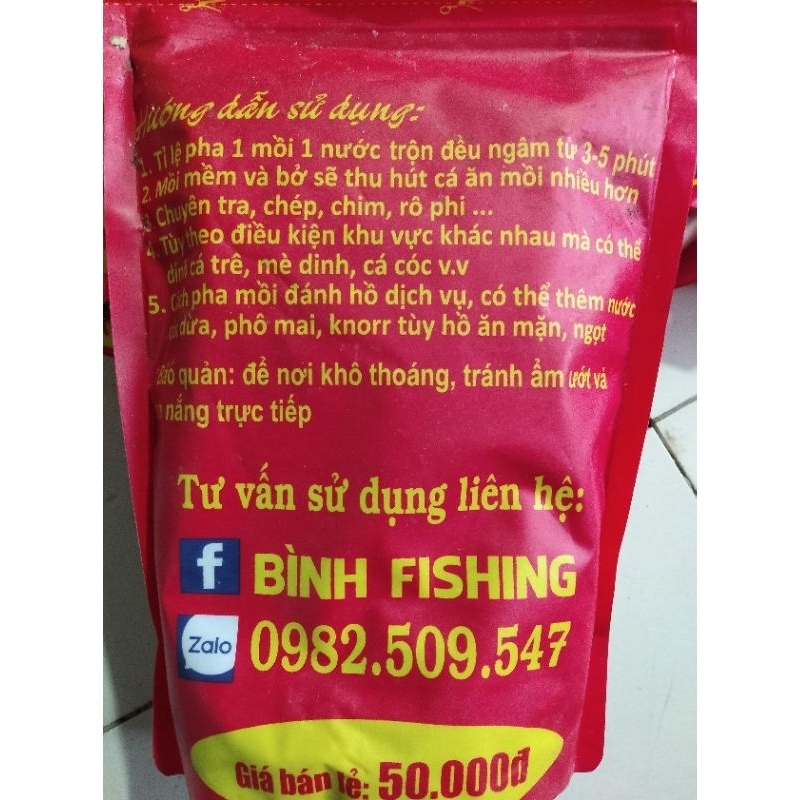 Hướng dẫn sử dụng:
1. Tỉ lệ pha 1 mồi 1 nước trộn đều ngâm từ 3-5 phút
2. Mồi mềm và bở sẽ thu hút cá ăn mồi nhiều hơn
3. Chuyên tra, chép, chim, rô phi ...
4. Tùy theo điều kiện khu vực khác nhau mà có thể
dính cá trê, mè dinh, cá cóc v.v
5. Cách pha mồi đánh hồ dịch vụ, có thể thêm nước
dừa, phô mai, knorr tùy hồ ăn mặn, ngọt
Bảo quản: để nơi khô thoáng, tránh ẩm ướt và
nắng trực tiếp
Tư vấn sử dụng liên hệ:
f BÌNH FISHING
Zalo 0982.509.547
Giá bán lẻ: 50.000đ